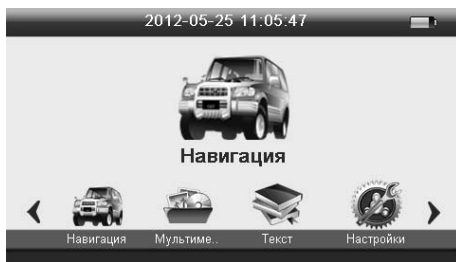 2012-05-25 11:05:47
Навигация
Навигация Мультиме.. Текст Настройки